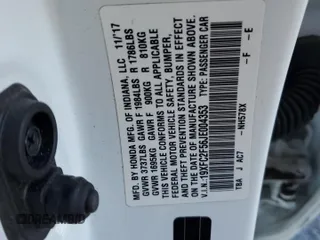 MFD. BY HONDA MFG. OF INDIANA, LLC 11/17
GVWR 3737LBS GAWR F 1984LBS R 1786LBS
GVWR 1695KG GAWR F 900KG R 810KG
THIS VEHICLE CONFORMS TO ALL APPLICABLE
FEDERAL MOTOR VEHICLE SAFETY, BUMPER,
AND THEFT PREVENTION STANDARDS IN EFFECT
ON THE DATE OF MANUFACTURE SHOWN ABOVE.
V.I.N.: 19XFC2F56JE004353 TYPE: PASSENGER CAR
TBA J AC7 - NH578X - F - E